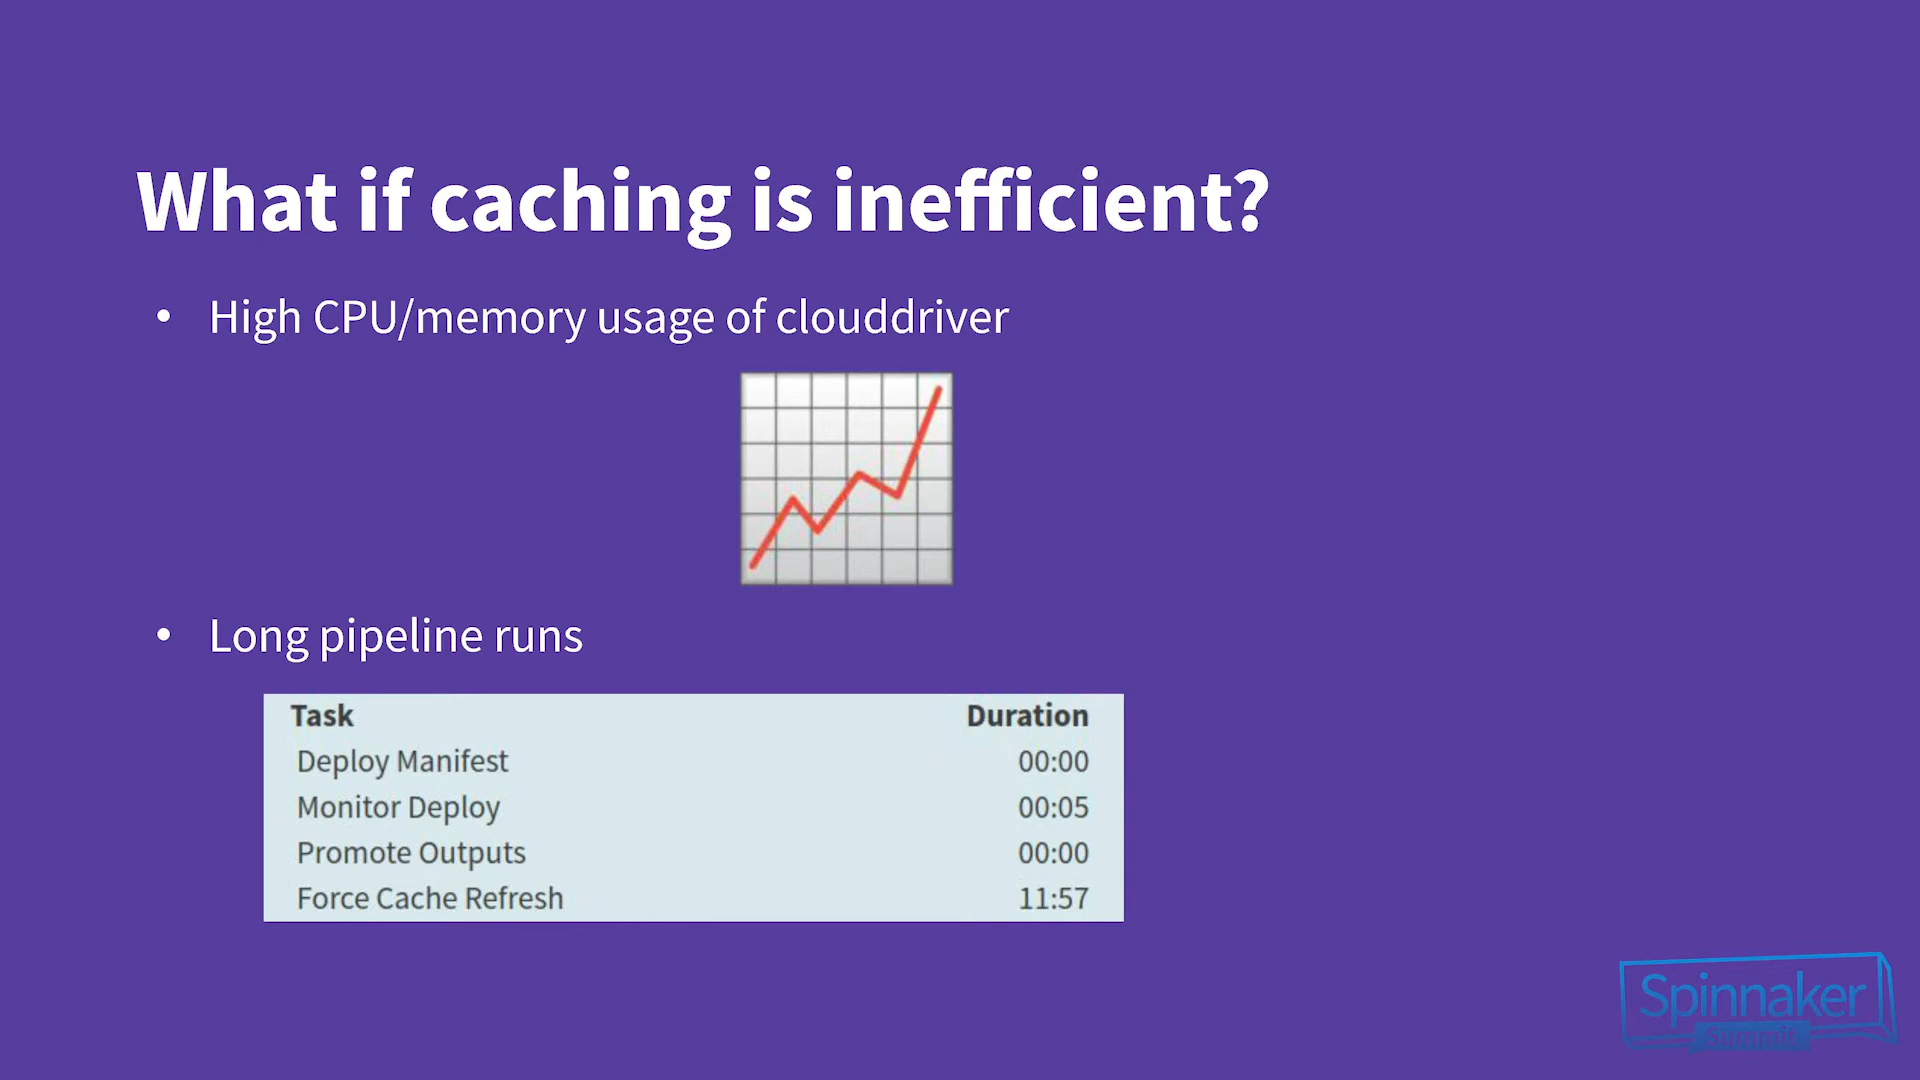 What if caching is inefficient?
• High CPU/memory usage of clouddriver
• Long pipeline runs
Task Duration
Deploy Manifest 00:00
Monitor Deploy 00:05
Promote Outputs 00:00
Force Cache Refresh 11:57
Spinnaker
Summit